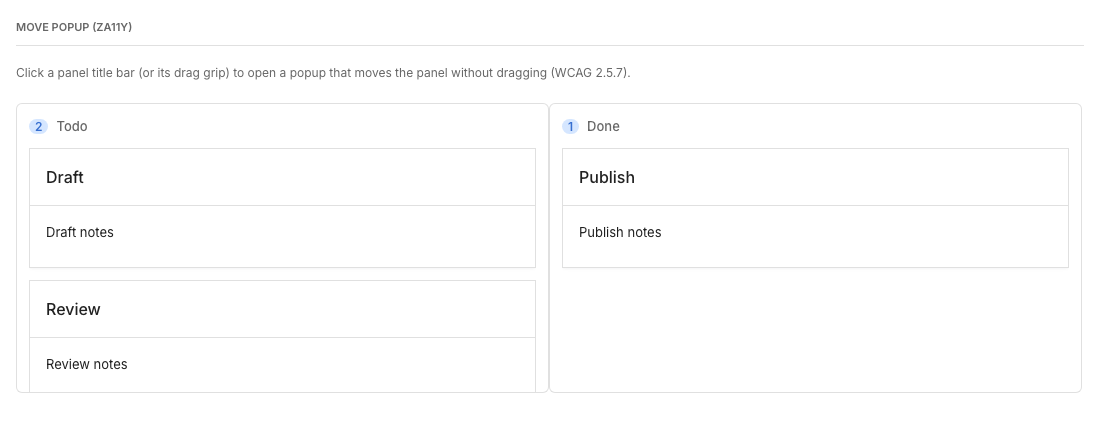 MOVE POPUP (ZA11Y)
Click a panel title bar (or its drag grip) to open a popup that moves the panel without dragging (WCAG 2.5.7).
2 Todo
Draft
Draft notes
Review
Review notes
1 Done
Publish
Publish notes